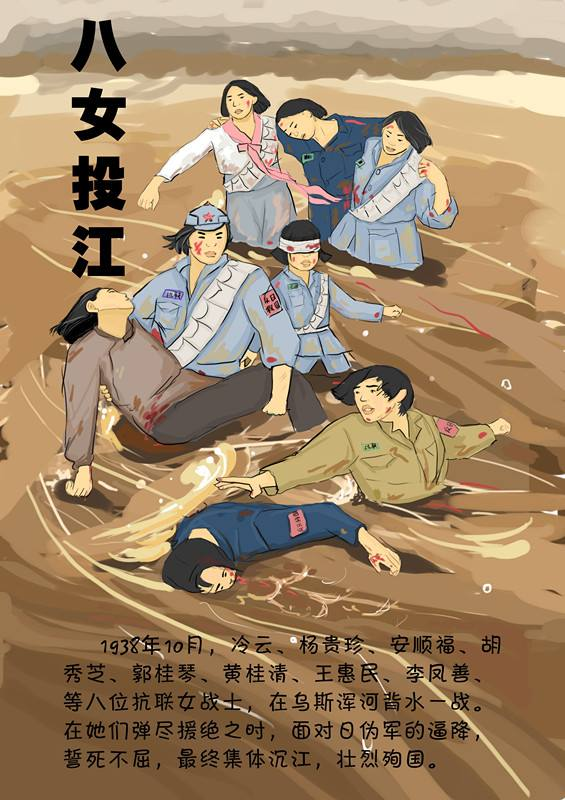 八女投江
1938年10月，冷云、杨贵珍、安顺福、胡
秀芝、郭桂琴、黄桂清、王惠民、李凤善、
等八位抗联女战士，在乌斯浑河背水一战。
在她们弹尽援绝之时，面对日伪军的逼降，
誓死不屈，最终集体沉江，壮烈殉国。